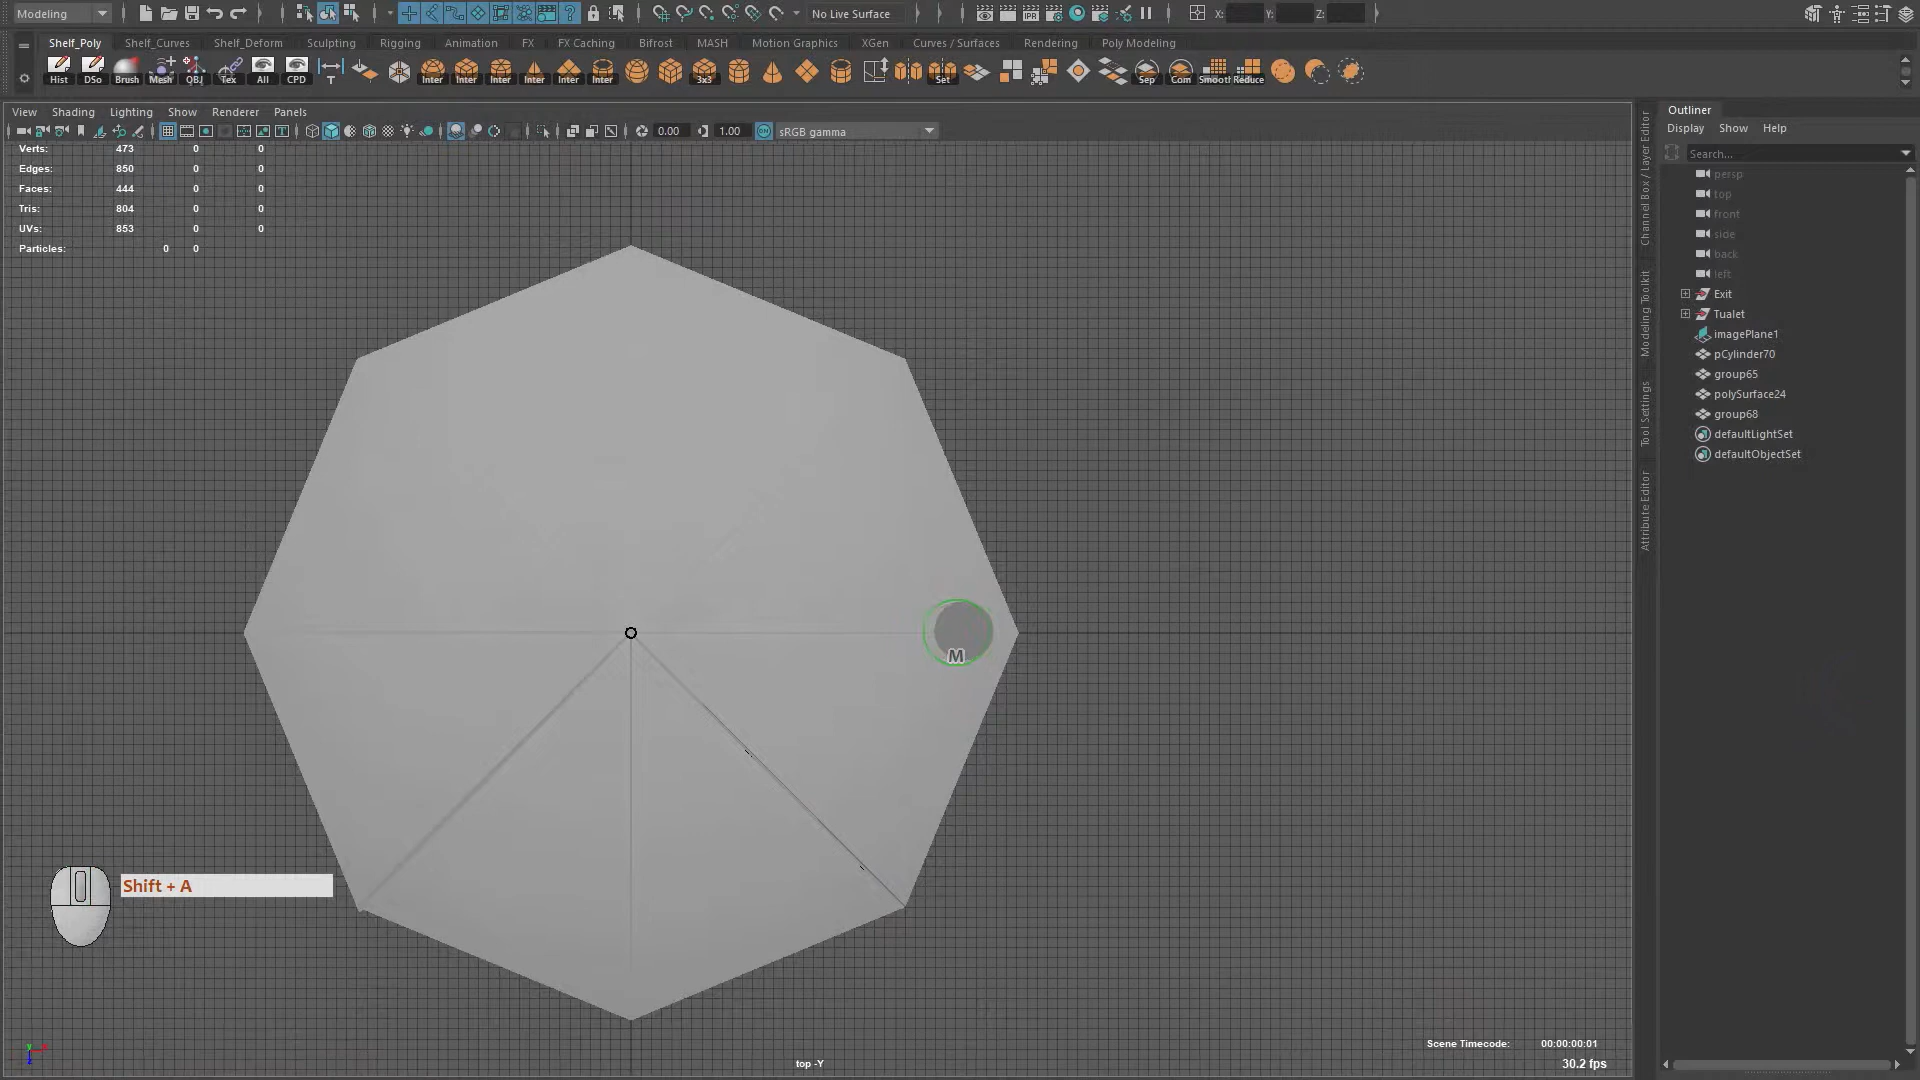 Modeling No Live Surface X: Y: Z:
Shelf_Poly Shelf_Curves Shelf_Deform Sculpting Rigging Animation FX FX Caching Bifrost MASH Motion Graphics XGen Curves / Surfaces Rendering Poly Modeling
IPR
Hist DSo Brush Mesh OBJ Tex All CPD T Inter Inter Inter Inter Inter Inter 3x3 Set Sep Com Smooth Reduce
View Shading Lighting Show Renderer Panels
0.00 1.00 ON sRGB gamma
Verts: 473 0 0
Edges: 850 0 0
Faces: 444 0 0
Tris: 804 0 0
UVs: 853 0 0
Particles: 0 0
M
Shift + A
y x z
top -Y
Scene Timecode: 00:00:00:01
30.2 fps
Channel Box / Layer Editor
Modeling Toolkit
Tool Settings
Attribute Editor
Outliner
Display Show Help
Search...
persp
top
front
side
back
left
Exit
Tualet
imagePlane1
pCylinder70
group65
polySurface24
group68
defaultLightSet
defaultObjectSet